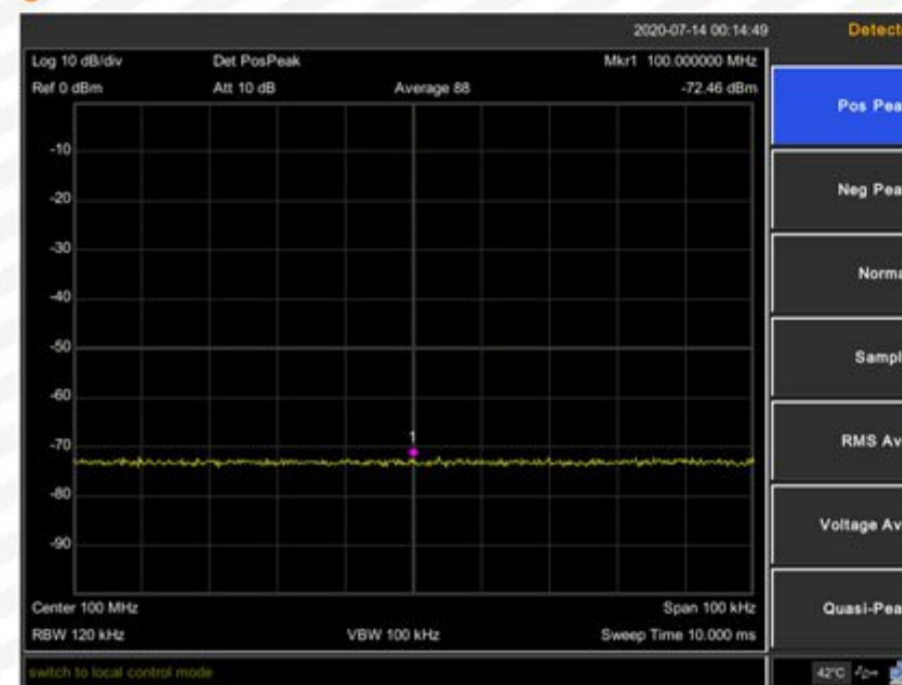 2020-07-14 00:14:49
Detect
Log 10 dB/div Det PosPeak Mkr1 100.000000 MHz
Ref 0 dBm Att 10 dB Average 88 -72.46 dBm
Pos Pea
-10
Neg Pea
-20
-30
Norma
-40
-50
Sampl
-60
1
-70
RMS Av
-80
Voltage Av
-90
Center 100 MHz Span 100 kHz
Quasi-Pea
RBW 120 kHz VBW 100 kHz Sweep Time 10.000 ms
switch to local control mode
42°C